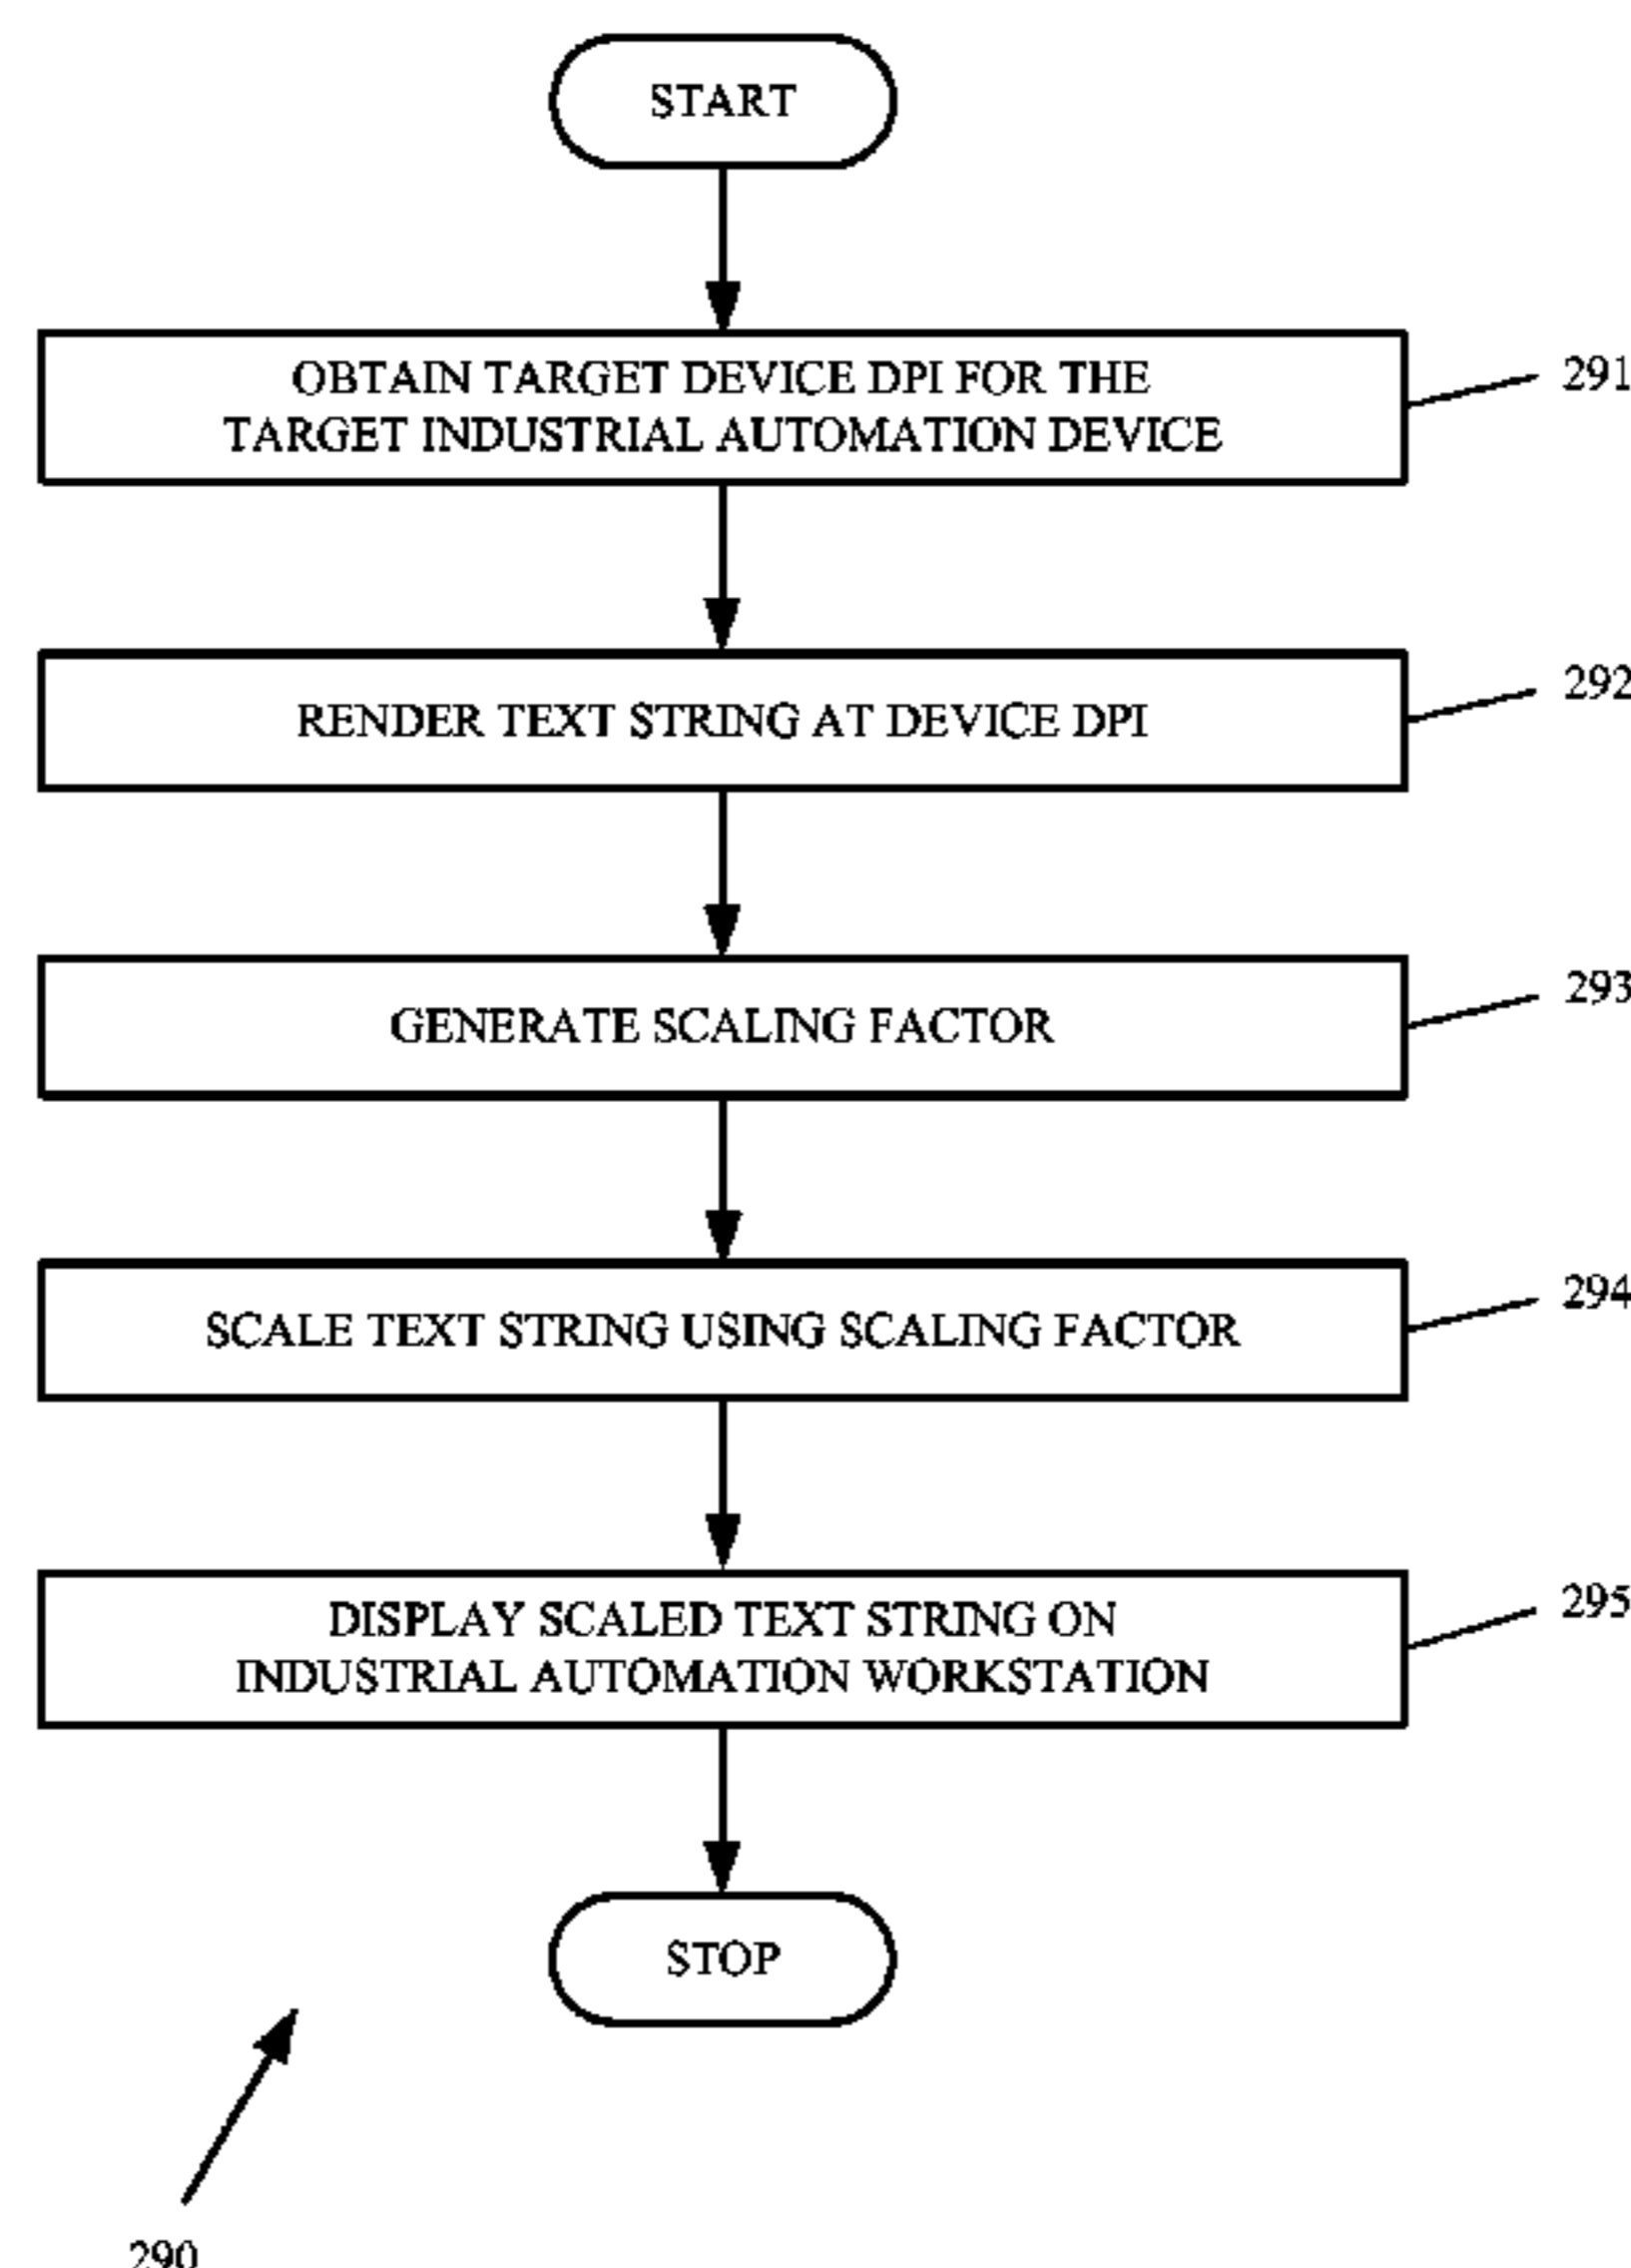 START
OBTAIN TARGET DEVICE DPI FOR THE
TARGET INDUSTRIAL AUTOMATION DEVICE
291
RENDER TEXT STRING AT DEVICE DPI
292
GENERATE SCALING FACTOR
293
SCALE TEXT STRING USING SCALING FACTOR
294
DISPLAY SCALED TEXT STRING ON
INDUSTRIAL AUTOMATION WORKSTATION
295
STOP
290